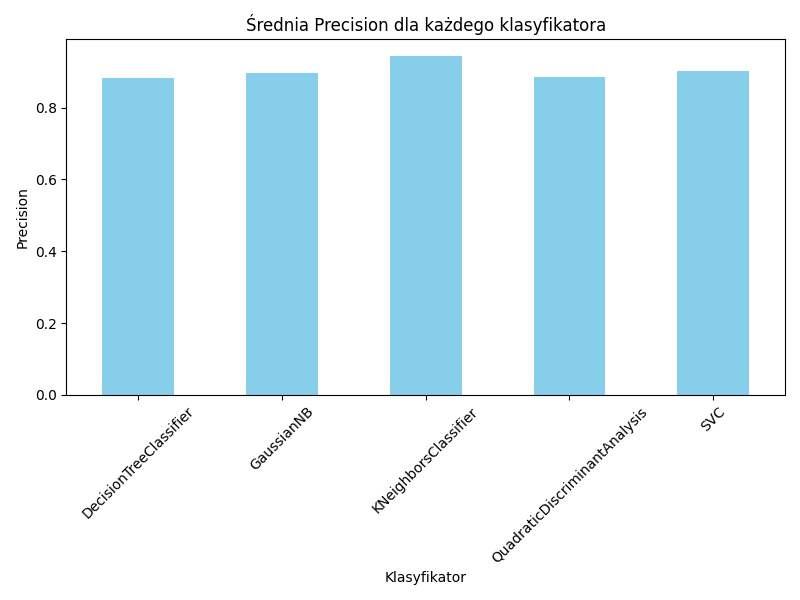 Średnia Precision dla każdego klasyfikatora
Precision
0.8
0.6
0.4
0.2
0.0
DecisionTreeClassifier
GaussianNB
KNeighborsClassifier
QuadraticDiscriminantAnalysis
SVC
Klasyfikator